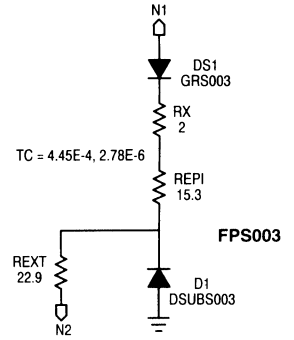 N1
DS1
GRS003
RX
2
TC = 4.45E-4, 2.78E-6
REPI
15.3
FPS003
REXT
22.9
D1
DSUBS003
N2